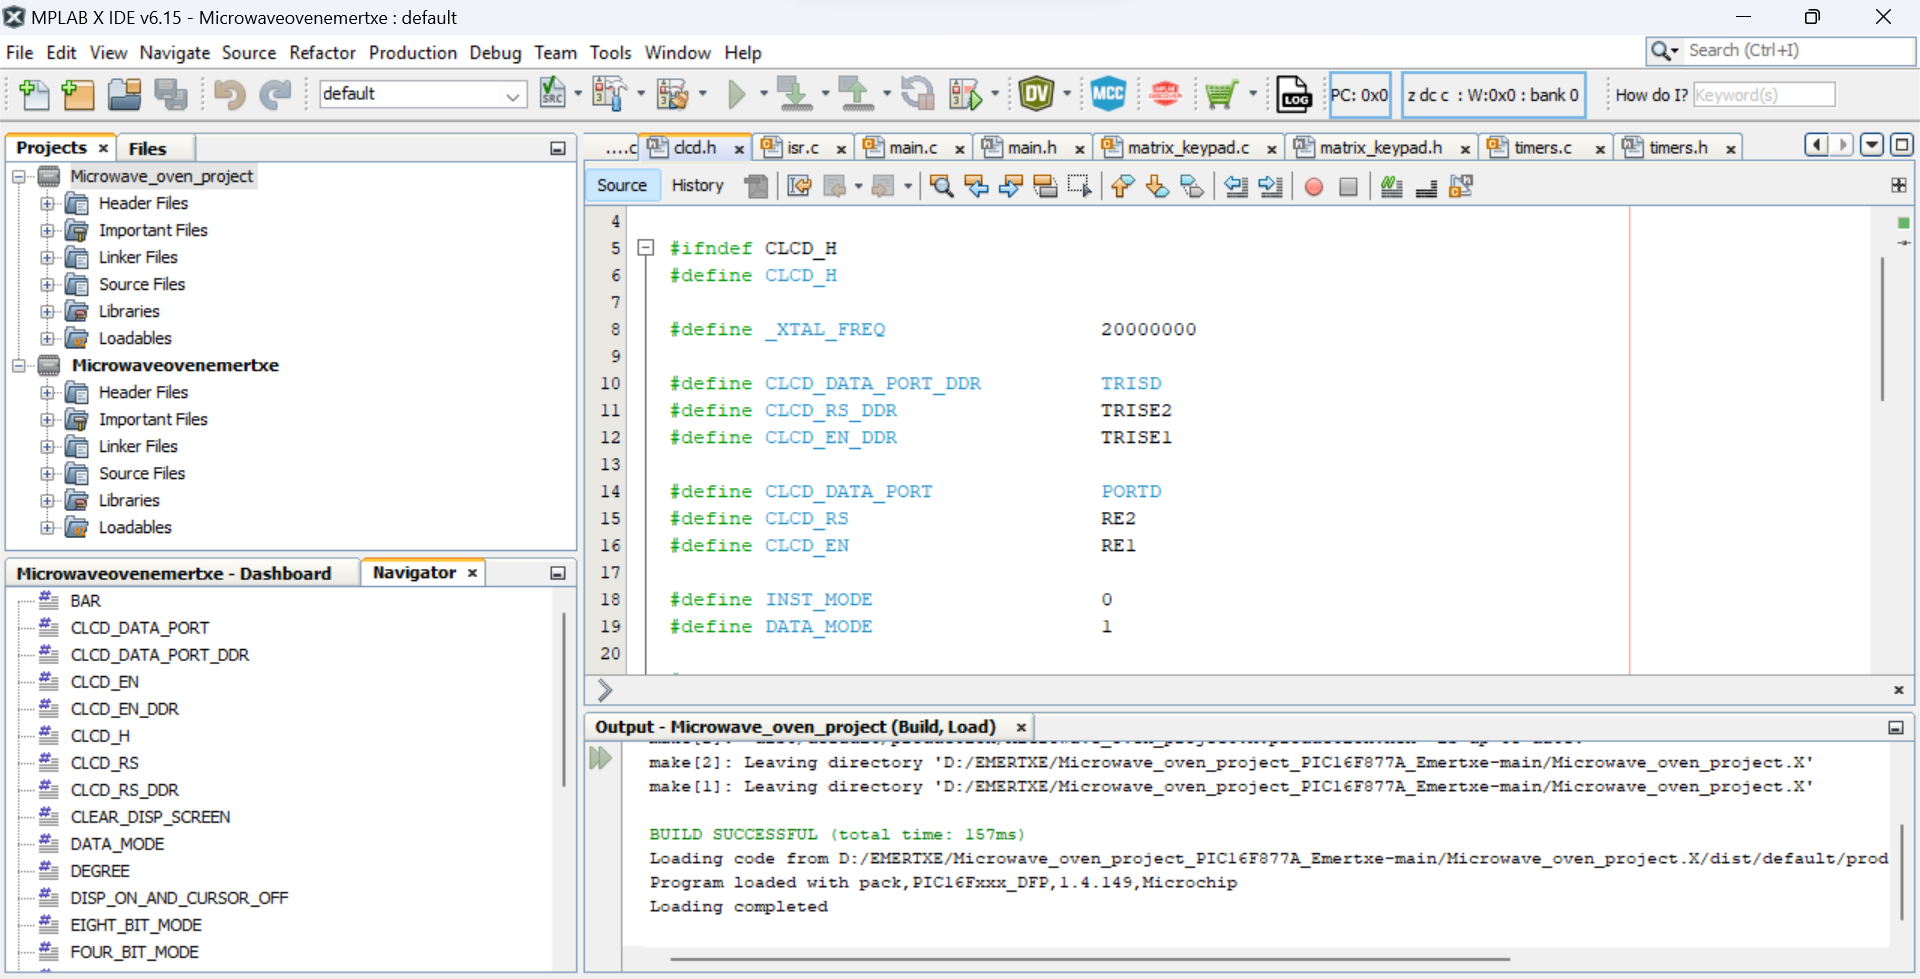 MPLAB X IDE v6.15 - Microwaveovenemertxe : default
File Edit View Navigate Source Refactor Production Debug Team Tools Window Help
Search (Ctrl+I)
default
SRC
DV
MCC
LOG
PC: 0x0
z dc c : W:0x0 : bank 0
How do I? Keyword(s)
Projects
Files
Microwave_oven_project
Header Files
Important Files
Linker Files
Source Files
Libraries
Loadables
Microwaveovenemertxe
Header Files
Important Files
Linker Files
Source Files
Libraries
Loadables
Microwaveovenemertxe - Dashboard
Navigator
BAR
CLCD_DATA_PORT
CLCD_DATA_PORT_DDR
CLCD_EN
CLCD_EN_DDR
CLCD_H
CLCD_RS
CLCD_RS_DDR
CLEAR_DISP_SCREEN
DATA_MODE
DEGREE
DISP_ON_AND_CURSOR_OFF
EIGHT_BIT_MODE
FOUR_BIT_MODE
....c clcd.h isr.c main.c main.h matrix_keypad.c matrix_keypad.h timers.c timers.h
Source History
4
5 #ifndef CLCD_H
6 #define CLCD_H
7
8 #define _XTAL_FREQ 20000000
9
10 #define CLCD_DATA_PORT_DDR TRISD
11 #define CLCD_RS_DDR TRISE2
12 #define CLCD_EN_DDR TRISE1
13
14 #define CLCD_DATA_PORT PORTD
15 #define CLCD_RS RE2
16 #define CLCD_EN RE1
17
18 #define INST_MODE 0
19 #define DATA_MODE 1
20
Output - Microwave_oven_project (Build, Load)
make[2]: Leaving directory 'D:/EMERTXE/Microwave_oven_project_PIC16F877A_Emertxe-main/Microwave_oven_project.X'
make[1]: Leaving directory 'D:/EMERTXE/Microwave_oven_project_PIC16F877A_Emertxe-main/Microwave_oven_project.X'
BUILD SUCCESSFUL (total time: 157ms)
Loading code from D:/EMERTXE/Microwave_oven_project_PIC16F877A_Emertxe-main/Microwave_oven_project.X/dist/default/prod
Program loaded with pack,PIC16Fxxx_DFP,1.4.149,Microchip
Loading completed